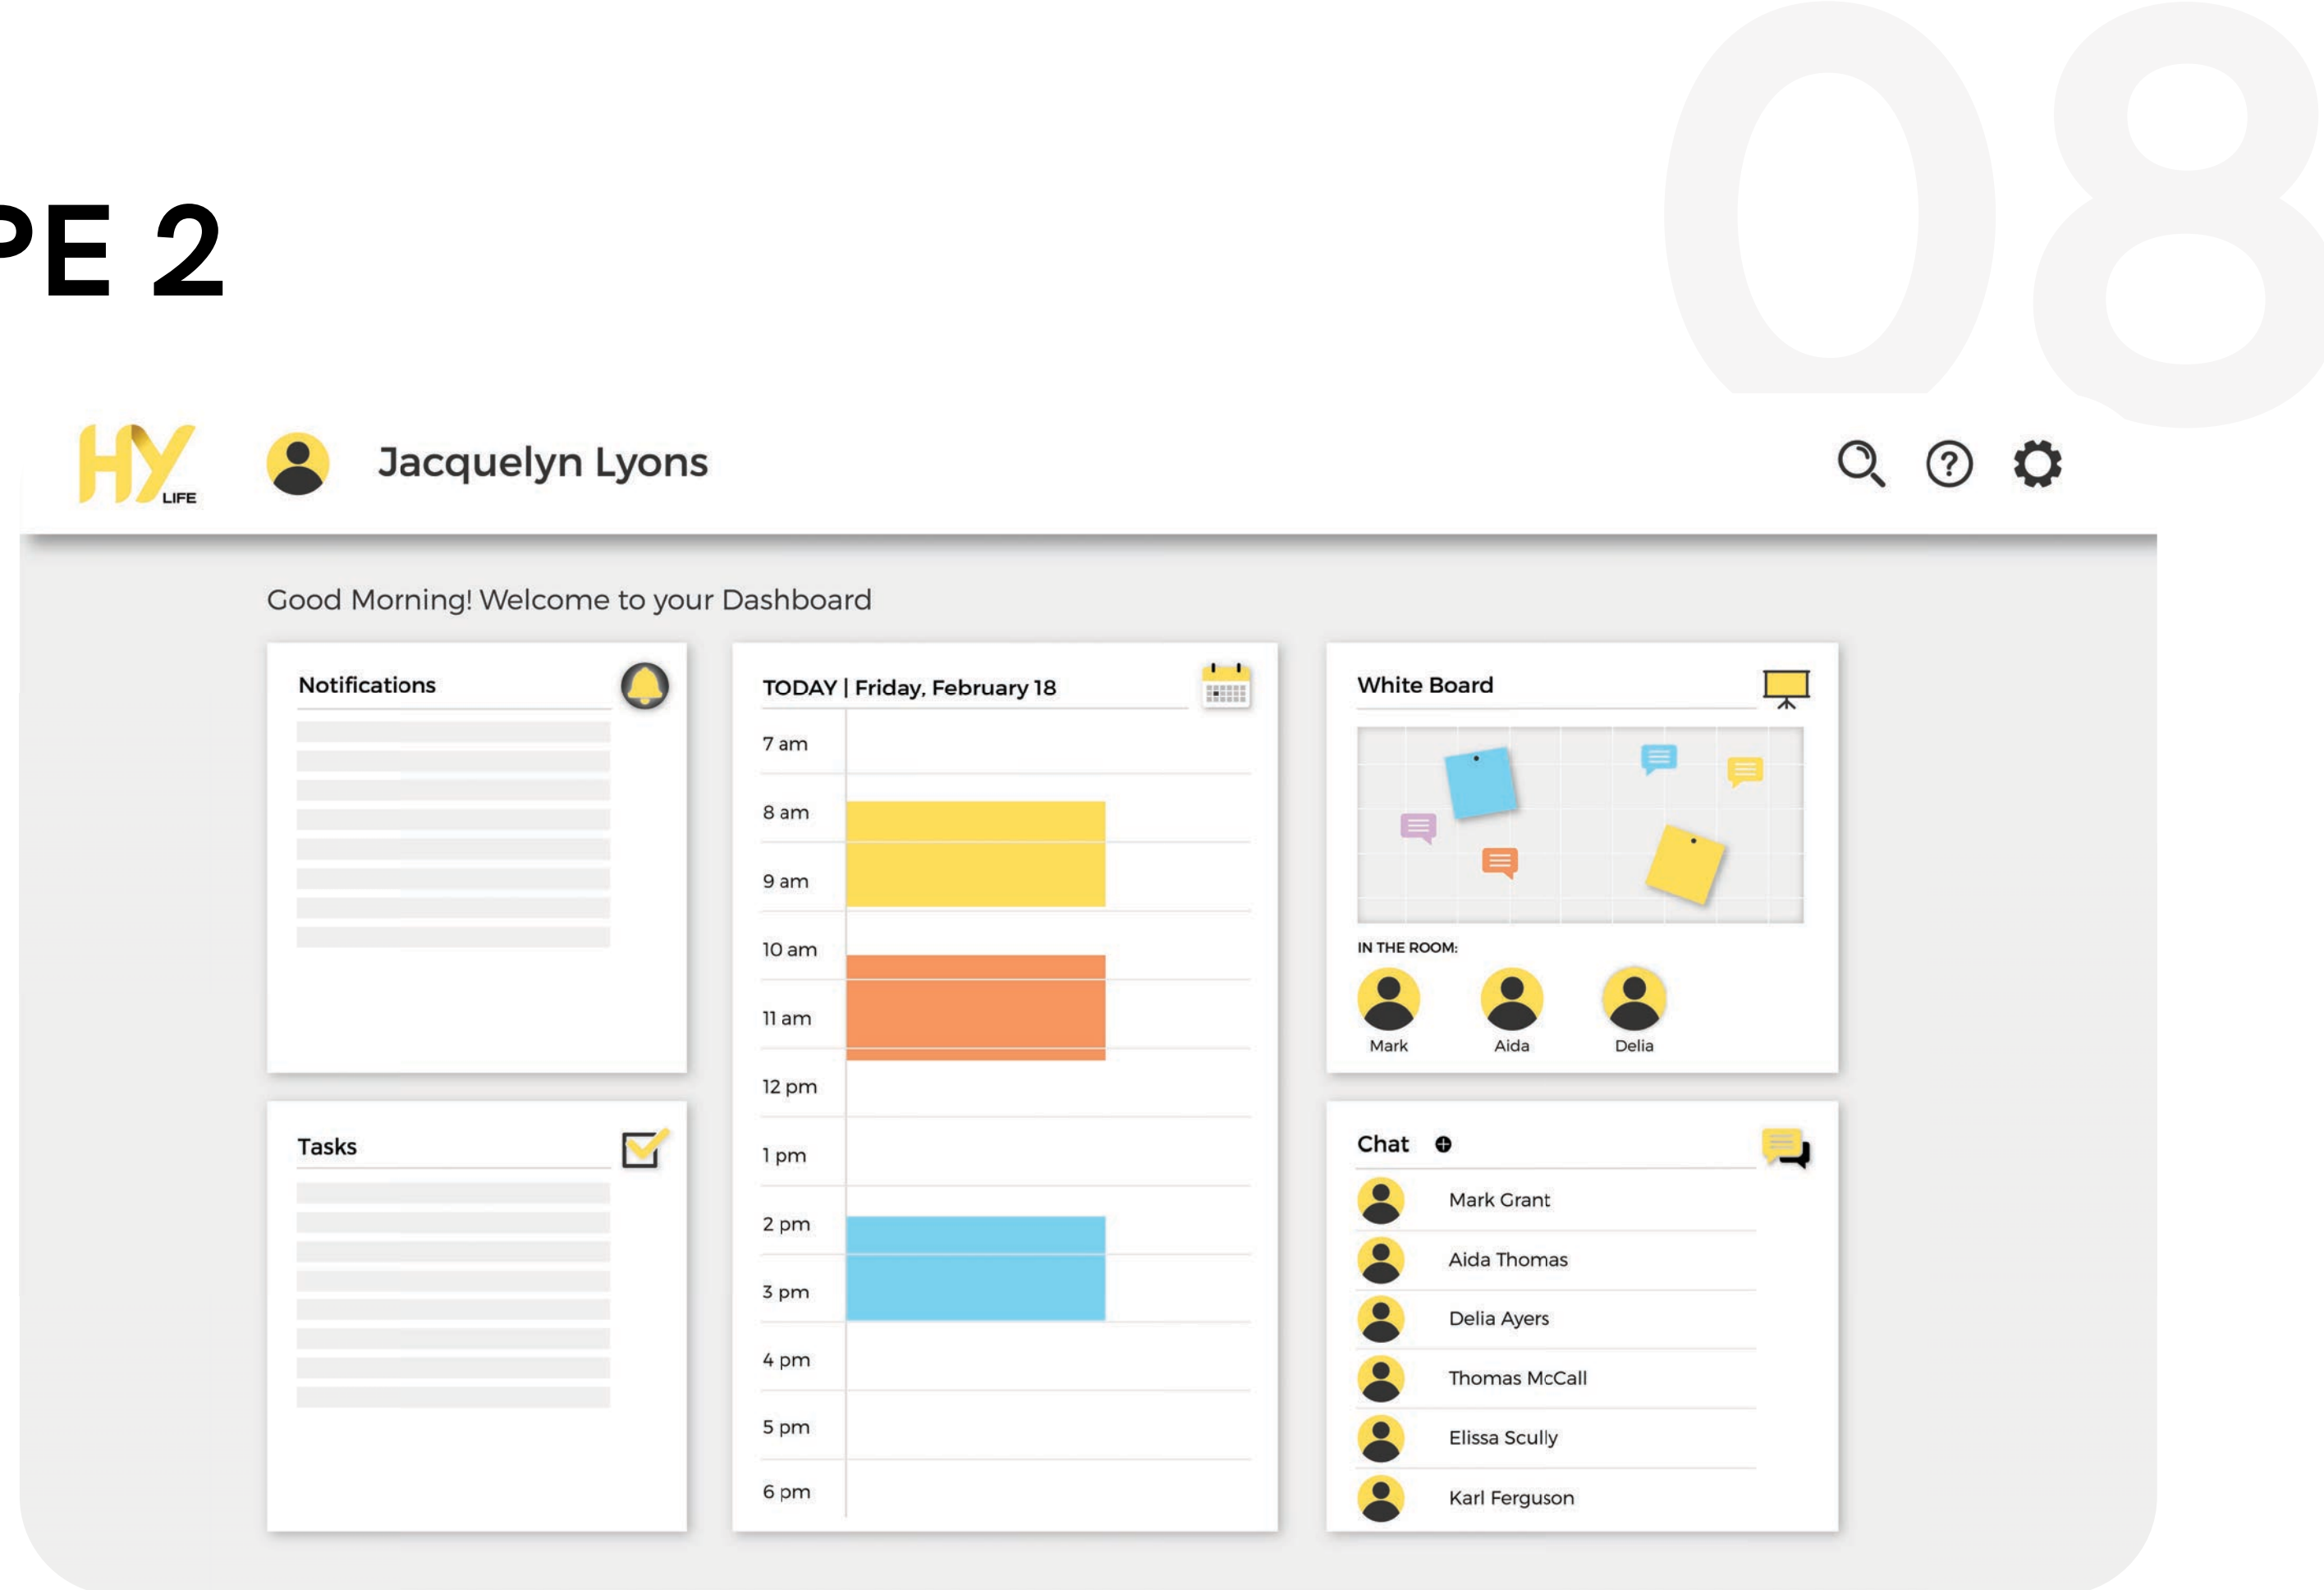 08
PE 2
HY LIFE
Jacquelyn Lyons
?
Good Morning! Welcome to your Dashboard
Notifications
Tasks
TODAY | Friday, February 18
7 am
8 am
9 am
10 am
11 am
12 pm
1 pm
2 pm
3 pm
4 pm
5 pm
6 pm
White Board
IN THE ROOM:
Mark
Aida
Delia
Chat
Mark Grant
Aida Thomas
Delia Ayers
Thomas McCall
Elissa Scully
Karl Ferguson